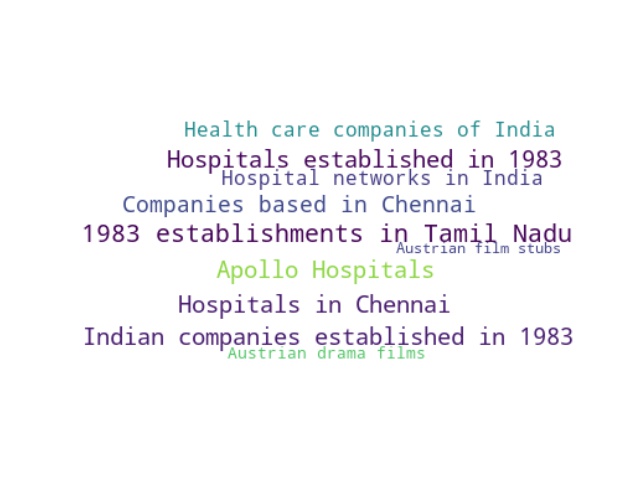 Health care companies of India
Hospitals established in 1983
Hospital networks in India
Companies based in Chennai
1983 establishments in Tamil Nadu
Austrian film stubs
Apollo Hospitals
Hospitals in Chennai
Indian companies established in 1983
Austrian drama films